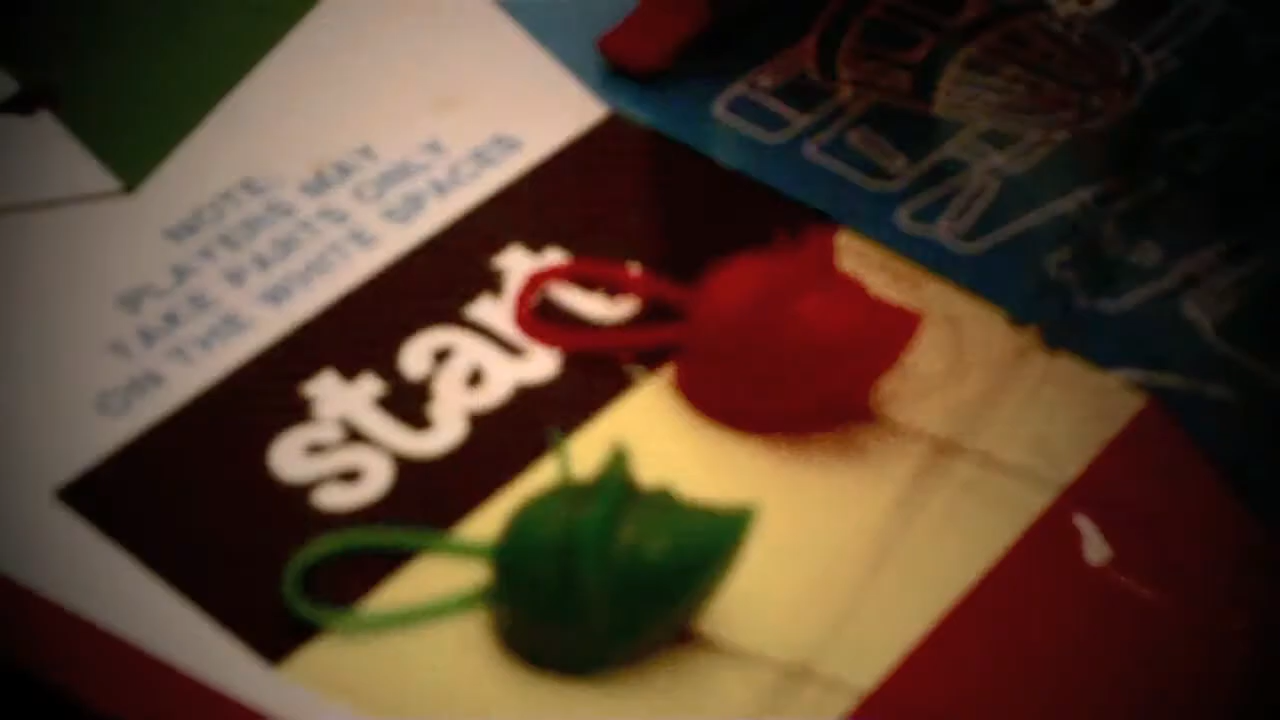 NOTE
PLAYERS MAY
TAKE PARTS ONLY
ON THE WHITE SPACES
start